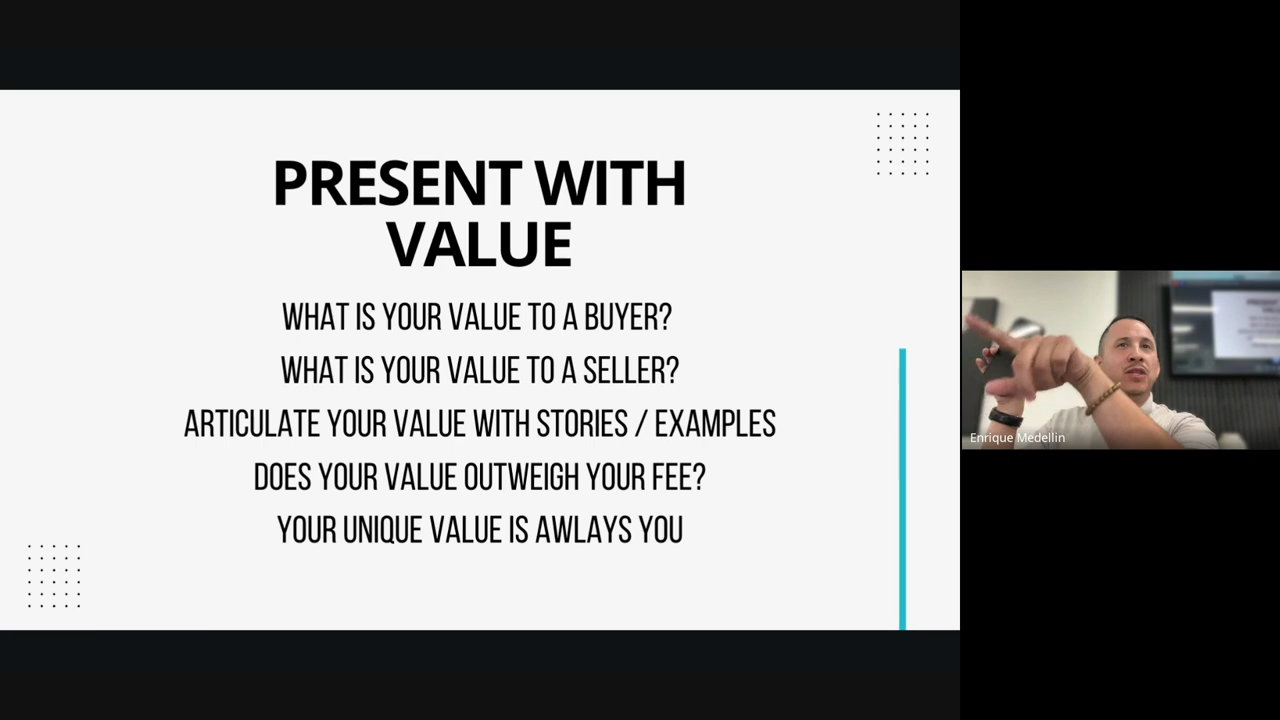 PRESENT WITH
VALUE
WHAT IS YOUR VALUE TO A BUYER?
WHAT IS YOUR VALUE TO A SELLER?
ARTICULATE YOUR VALUE WITH STORIES / EXAMPLES
DOES YOUR VALUE OUTWEIGH YOUR FEE?
YOUR UNIQUE VALUE IS AWLAYS YOU
Enrique Medellin